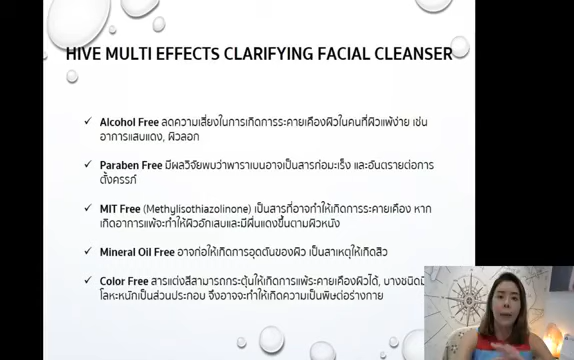 HIVE MULTI EFFECTS CLARIFYING FACIAL CLEANSER
✓ Alcohol Free ลดความเสี่ยงในการเกิดการระคายเคืองผิวในคนที่ผิวแพ้ง่าย เช่น
อาการแสบแดง, ผิวลอก
✓ Paraben Free มีผลวิจัยพบว่าพาราเบนอาจเป็นสารก่อมะเร็ง และอันตรายต่อการ
ตั้งครรภ์
✓ MIT Free (Methylisothiazolinone) เป็นสารที่อาจทำให้เกิดการระคายเคือง หาก
เกิดอาการแพ้จะทำให้ผิวอักเสบและมีผื่นแดงขึ้นตามผิวหนัง
✓ Mineral Oil Free อาจก่อให้เกิดการอุดตันของผิว เป็นสาเหตุให้เกิดสิว
✓ Color Free สารแต่งสีสามารถกระตุ้นให้เกิดการแพ้ระคายเคืองผิวได้, บางชนิด
โลหะหนักเป็นส่วนประกอบ จึงอาจจะทำให้เกิดความเป็นพิษต่อร่างกาย